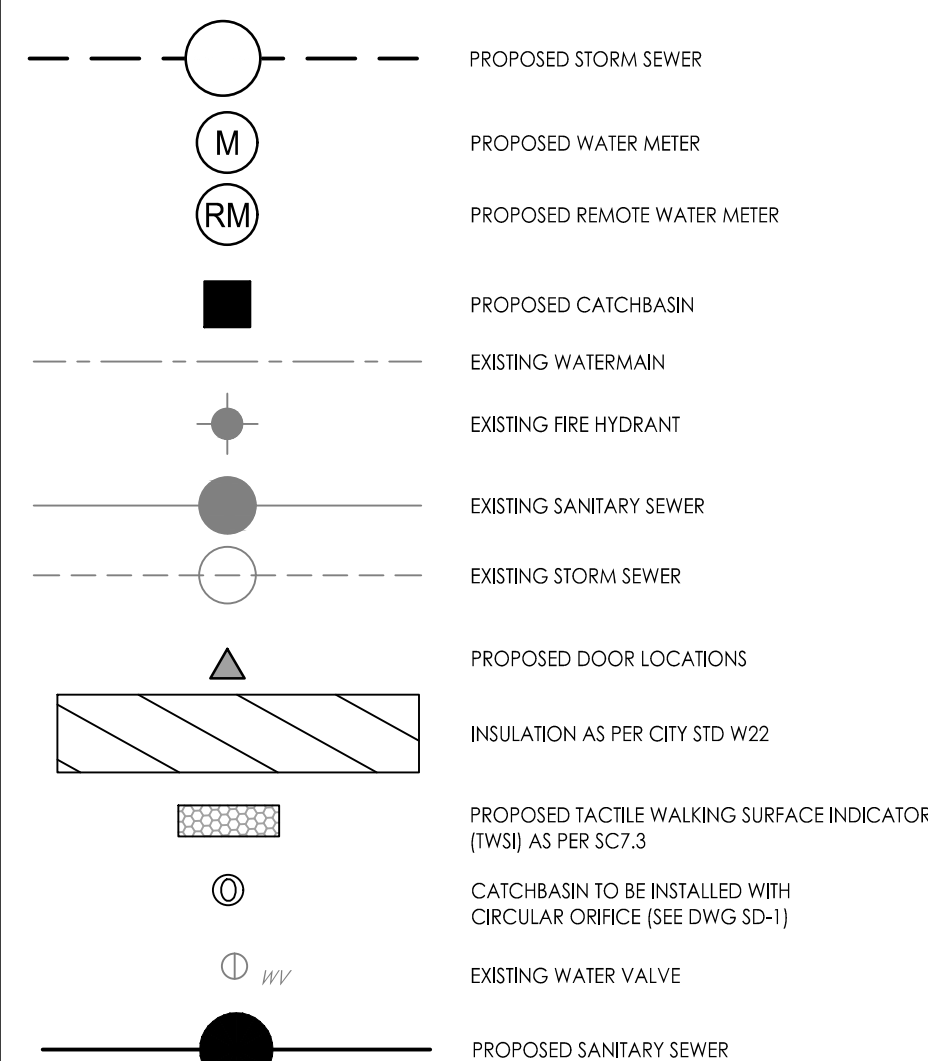 PROPOSED STORM SEWER
M
PROPOSED WATER METER
RM
PROPOSED REMOTE WATER METER
PROPOSED CATCHBASIN
EXISTING WATERMAIN
EXISTING FIRE HYDRANT
EXISTING SANITARY SEWER
EXISTING STORM SEWER
PROPOSED DOOR LOCATIONS
INSULATION AS PER CITY STD W22
PROPOSED TACTILE WALKING SURFACE INDICATOR
(TWSI) AS PER SC7.3
CATCHBASIN TO BE INSTALLED WITH
CIRCULAR ORIFICE (SEE DWG SD-1)
WV
EXISTING WATER VALVE
PROPOSED SANITARY SEWER